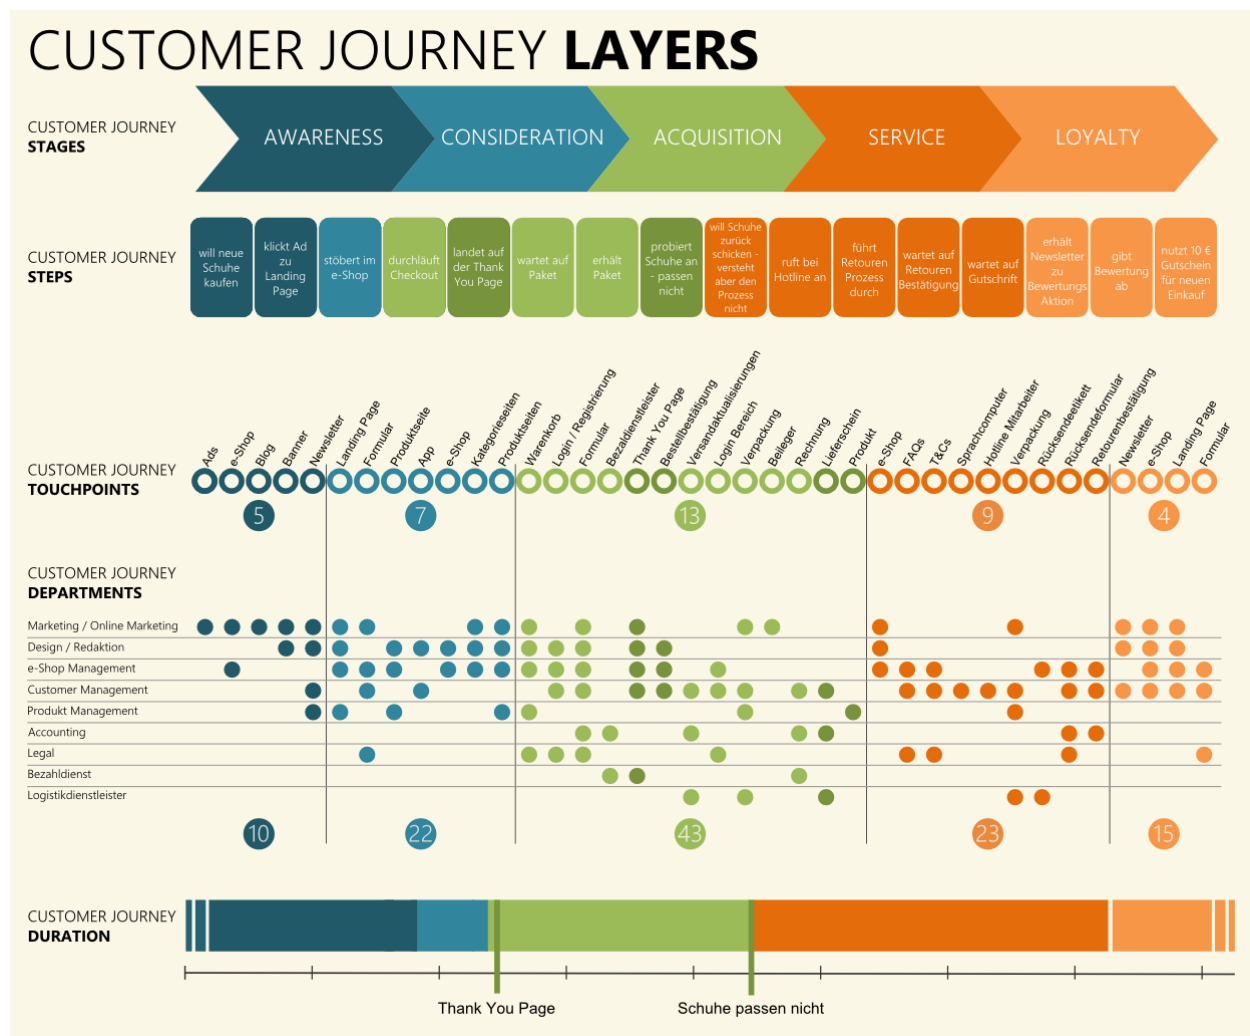 CUSTOMER JOURNEY LAYERS
CUSTOMER JOURNEY
STAGES
AWARENESS
CONSIDERATION
ACQUISITION
SERVICE
LOYALTY
CUSTOMER JOURNEY
STEPS
will neue
Schuhe
kaufen
klickt Ad
zu
Landing
Page
stöbert im
e-Shop
durchläuft
Checkout
landet auf
der Thank
You Page
wartet auf
Paket
erhält
Paket
probiert
Schuhe an
- passen
nicht
will Schuhe
zurück
schicken -
versteht
aber den
Prozess
nicht
ruft bei
Hotline an
führt
Retouren
Prozess
durch
wartet auf
Retouren
Bestätigung
wartet auf
Gutschrift
erhält
Newsletter
zu
Bewertungs
Aktion
gibt
Bewertung
ab
nutzt 10 €
Gutschein
für neuen
Einkauf
CUSTOMER JOURNEY
TOUCHPOINTS
Ads
e-Shop
Blog
Banner
Newsletter
Landing Page
Formular
Produktseite
App
e-Shop
Kategorieseiten
Produktseiten
Warenkorb
Login / Registrierung
Formular
Bezaldienstleister
Thank You Page
Bestellbestätigung
Versandaktualisierungen
Login Bereich
Verpackung
Beileger
Rechnung
Lieferschein
Produkt
e-Shop
FAQs
T&Cs
Sprachcomputer
Hotline Mitarbeiter
Verpackung
Rücksendeetikett
Rücksendeformular
Retourenbestätigung
Newsletter
e-Shop
Landing Page
Formular
5
7
13
9
4
CUSTOMER JOURNEY
DEPARTMENTS
Marketing / Online Marketing
Design / Redaktion
e-Shop Management
Customer Management
Produkt Management
Accounting
Legal
Bezahldienst
Logistikdienstleister
10
22
43
23
15
CUSTOMER JOURNEY
DURATION
Thank You Page
Schuhe passen nicht